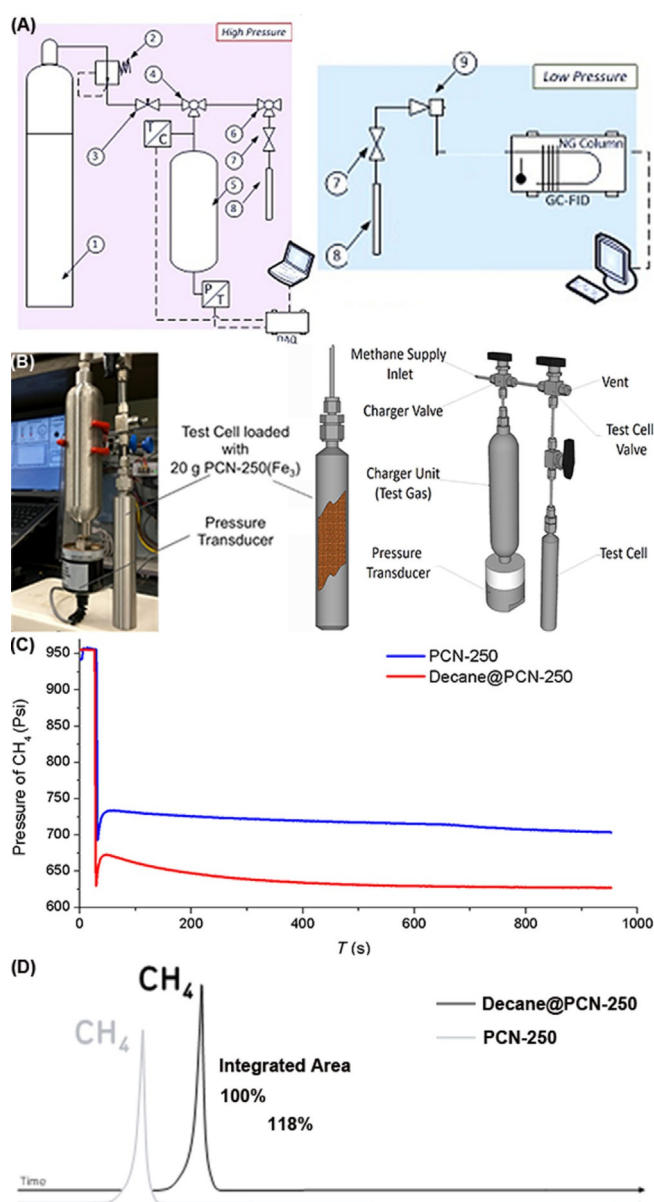 (A)
High Pressure
1
2
3
4
5
6
7
8
T
C
P
T
DAQ
Low Pressure
9
7
8
NG Column
GC-FID
(B)
Test Cell loaded
with
20 g PCN-250(Fe₃)
Pressure
Transducer
Methane Supply
Inlet
Charger Valve
Charger Unit
(Test Gas)
Pressure
Transducer
Vent
Test Cell
Valve
Test Cell
(C)
Pressure of CH₄ (Psi)
950
900
850
800
750
700
650
600
PCN-250
Decane@PCN-250
0 200 400 600 800 1000
T (s)
(D)
CH₄
CH₄
Decane@PCN-250
PCN-250
Integrated Area
100%
118%
Time